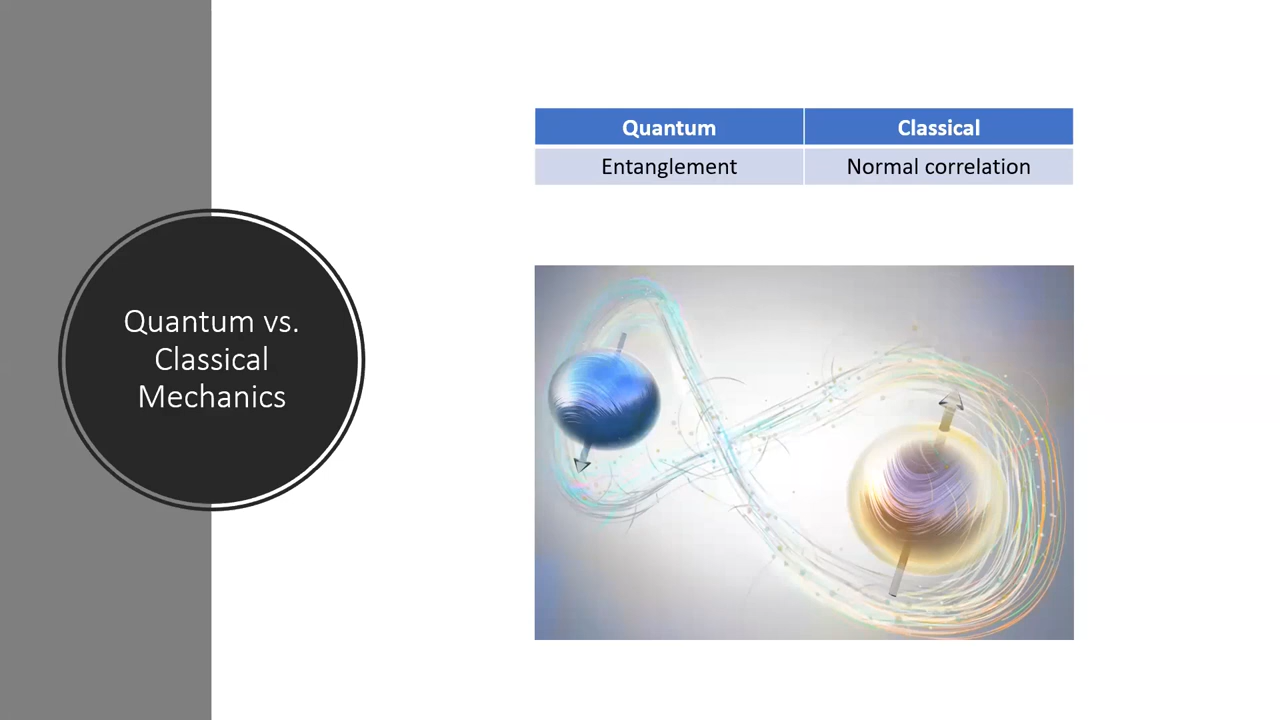 Quantum vs.
Classical
Mechanics
Quantum Classical
Entanglement Normal correlation